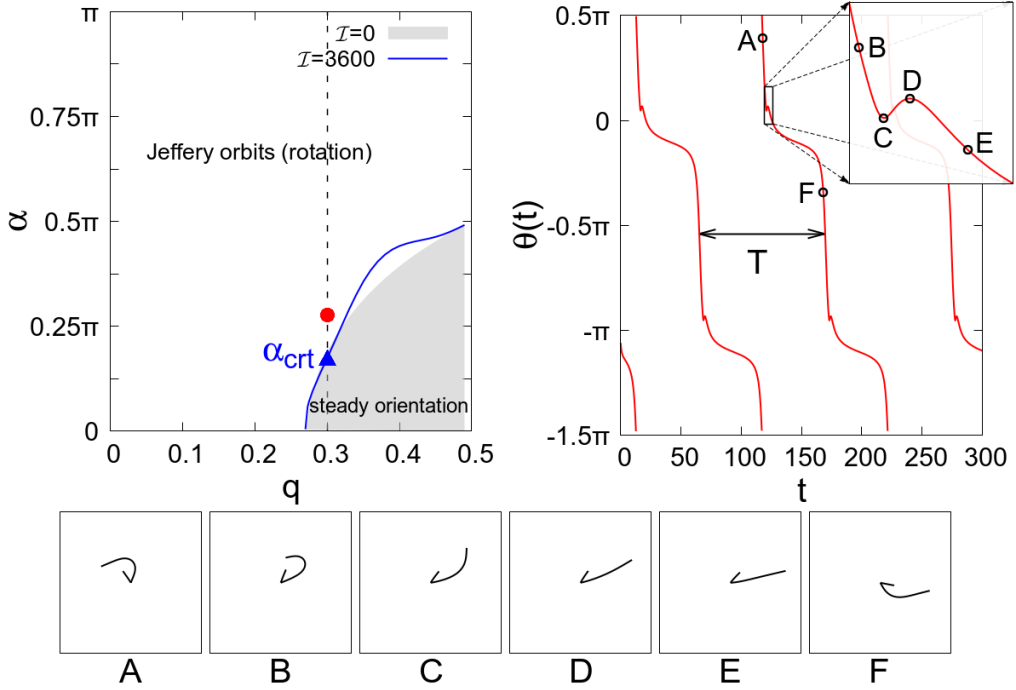 π
0.75π
0.5π
0.25π
0
α
ℐ=0
ℐ=3600
Jeffery orbits (rotation)
αcrt
steady orientation
0 0.1 0.2 0.3 0.4 0.5
q
0.5π
0
-0.5π
-π
-1.5π
θ(t)
A
B
D
C
E
F
T
0 50 100 150 200 250 300
t
A B C D E F